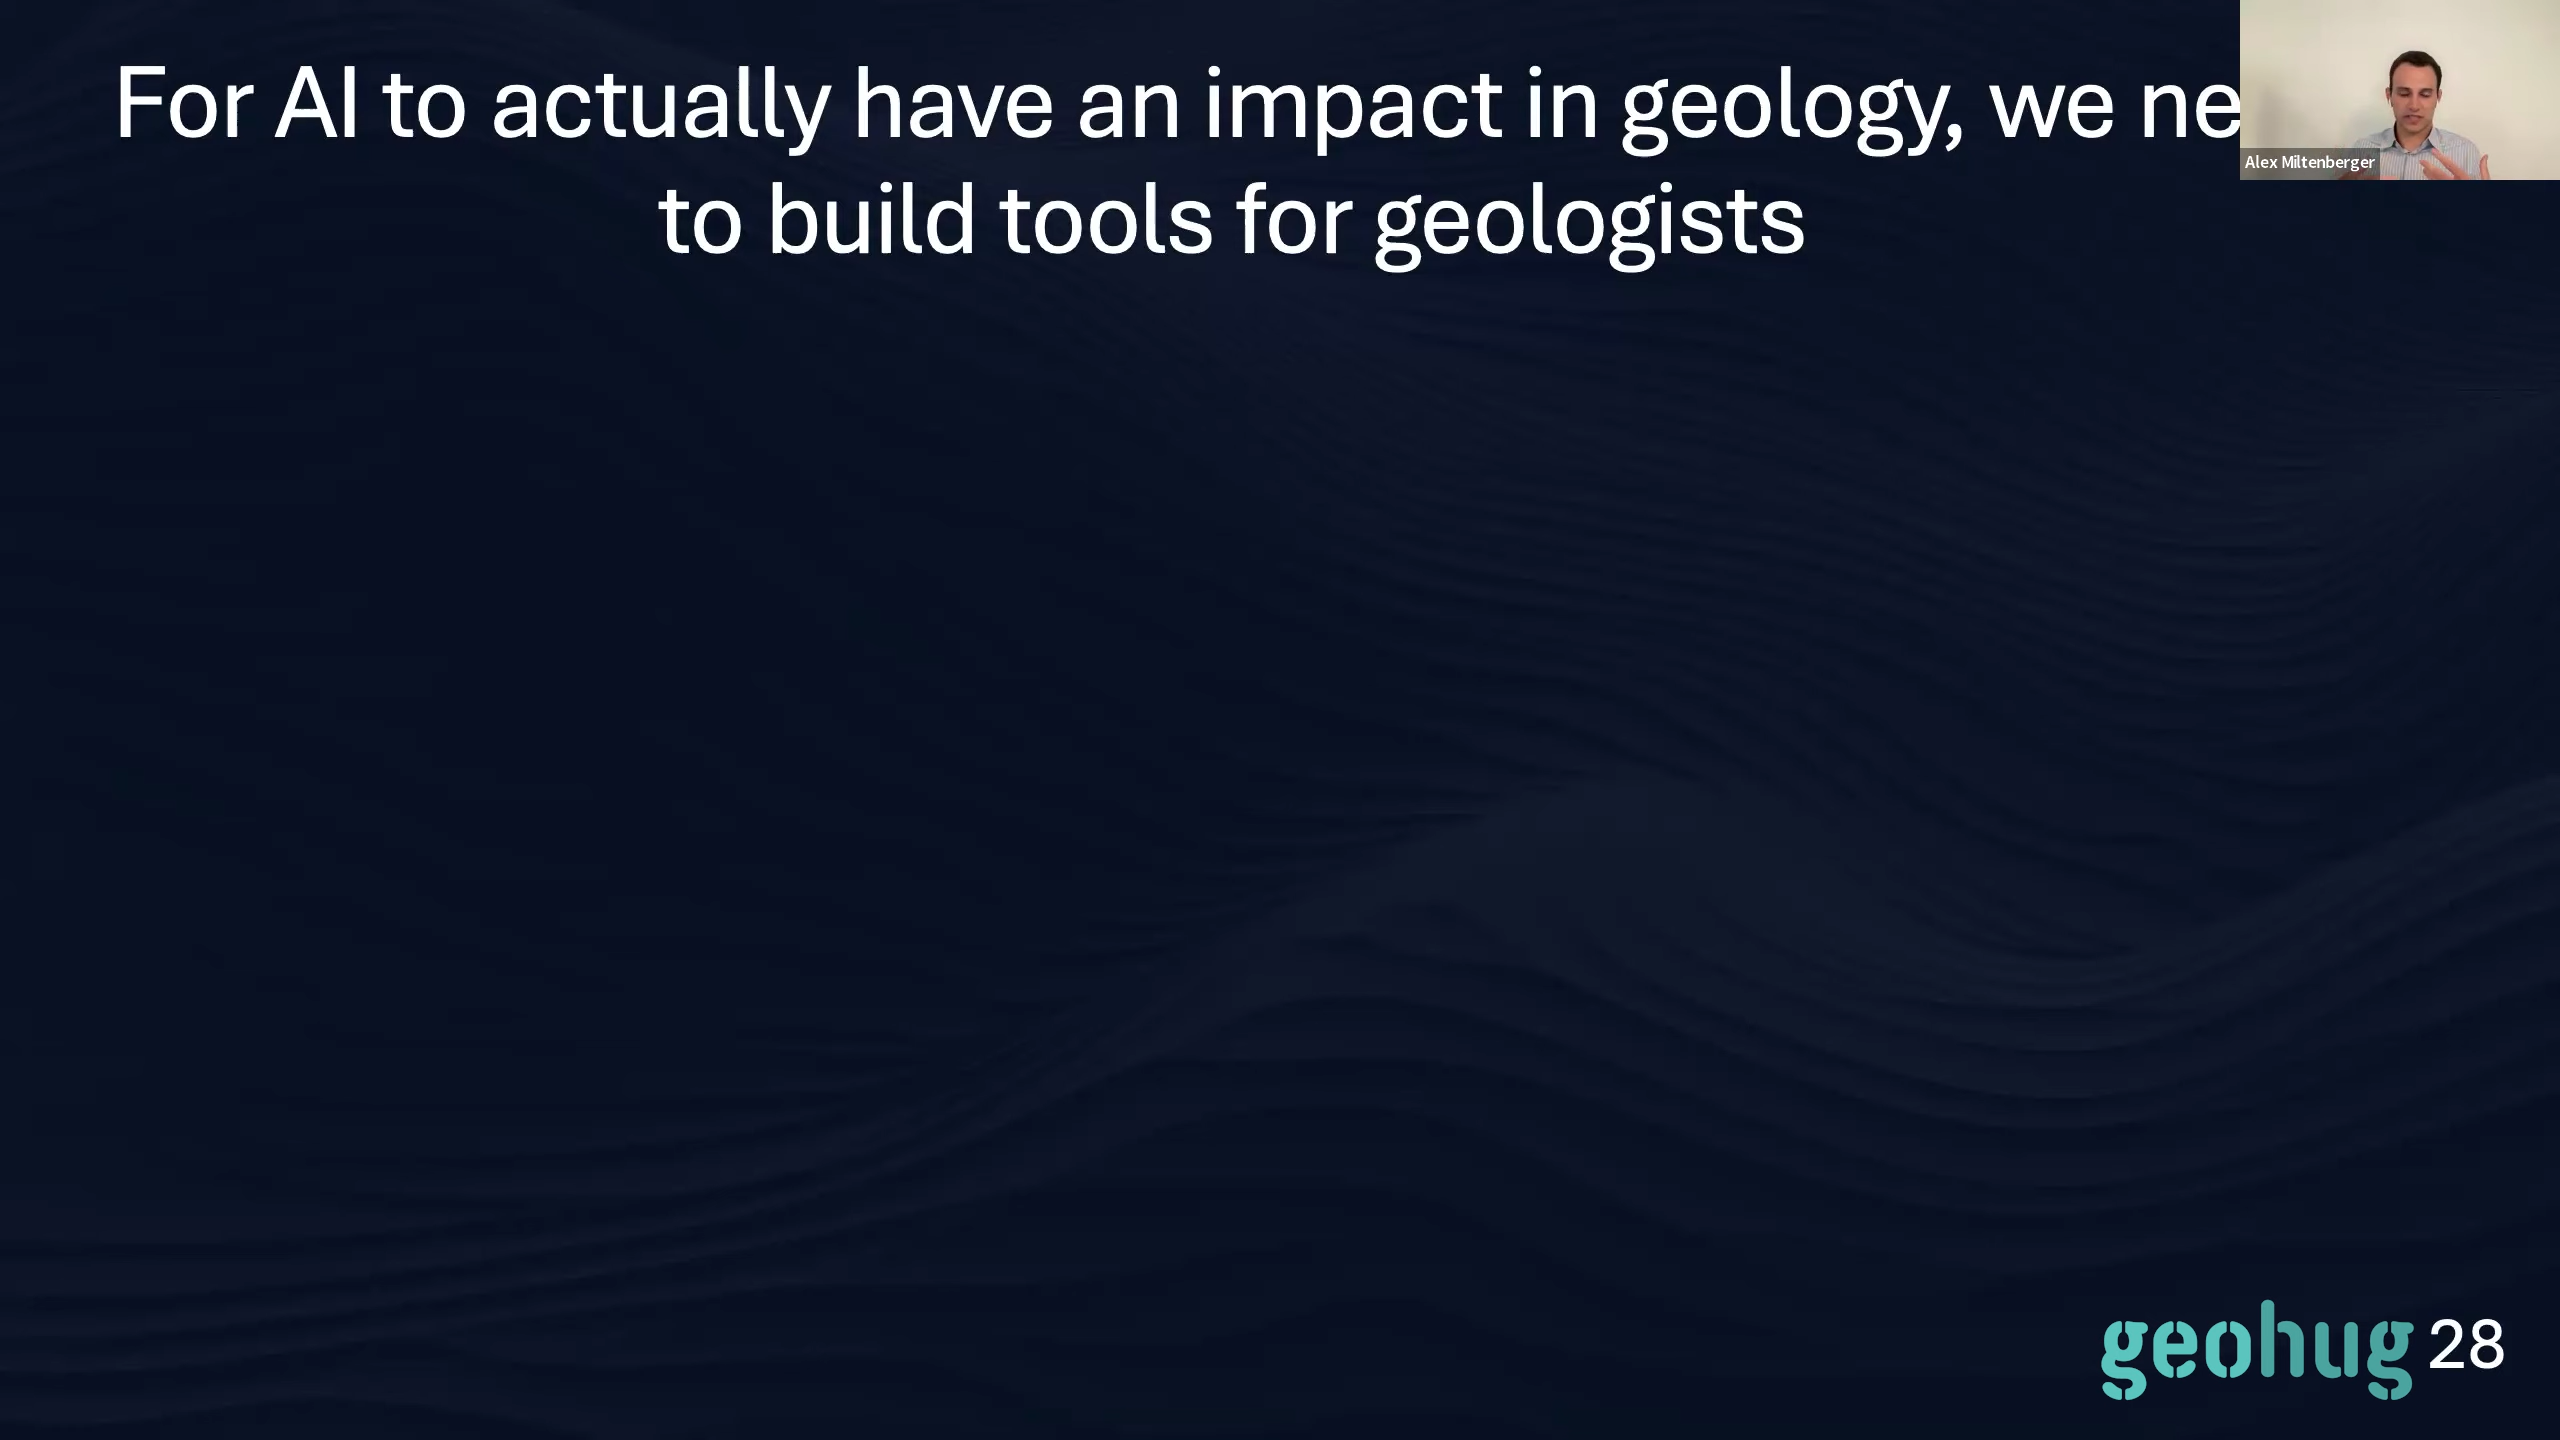 For AI to actually have an impact in geology, we ne
to build tools for geologists
Alex Miltenberger
geohug 28